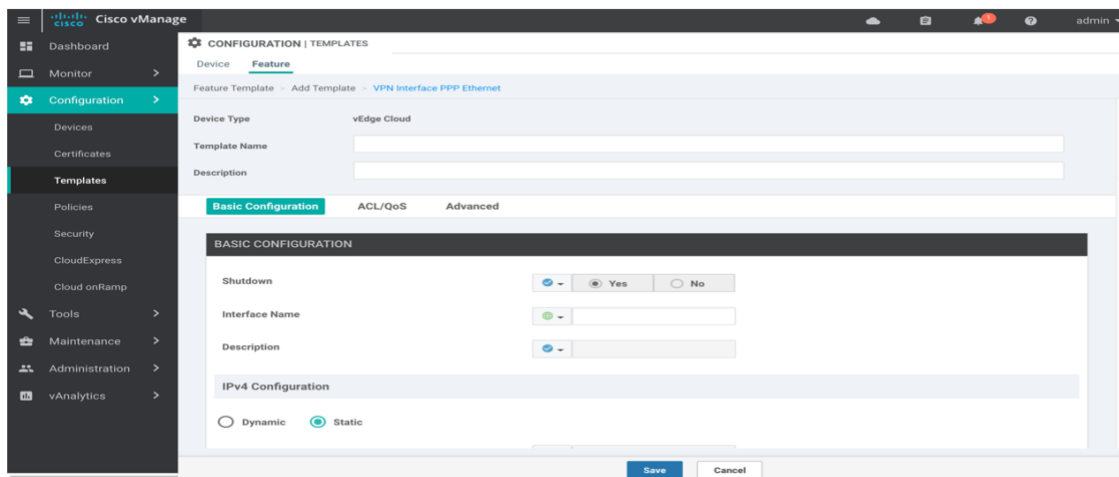 cisco Cisco vManage
1
admin
Dashboard
Monitor
Configuration
Devices
Certificates
Templates
Policies
Security
CloudExpress
Cloud onRamp
Tools
Maintenance
Administration
vAnalytics
CONFIGURATION | TEMPLATES
Device Feature
Feature Template > Add Template > VPN Interface PPP Ethernet
Device Type vEdge Cloud
Template Name
Description
Basic Configuration ACL/QoS Advanced
BASIC CONFIGURATION
Shutdown Yes No
Interface Name
Description
IPv4 Configuration
Dynamic Static
Save Cancel